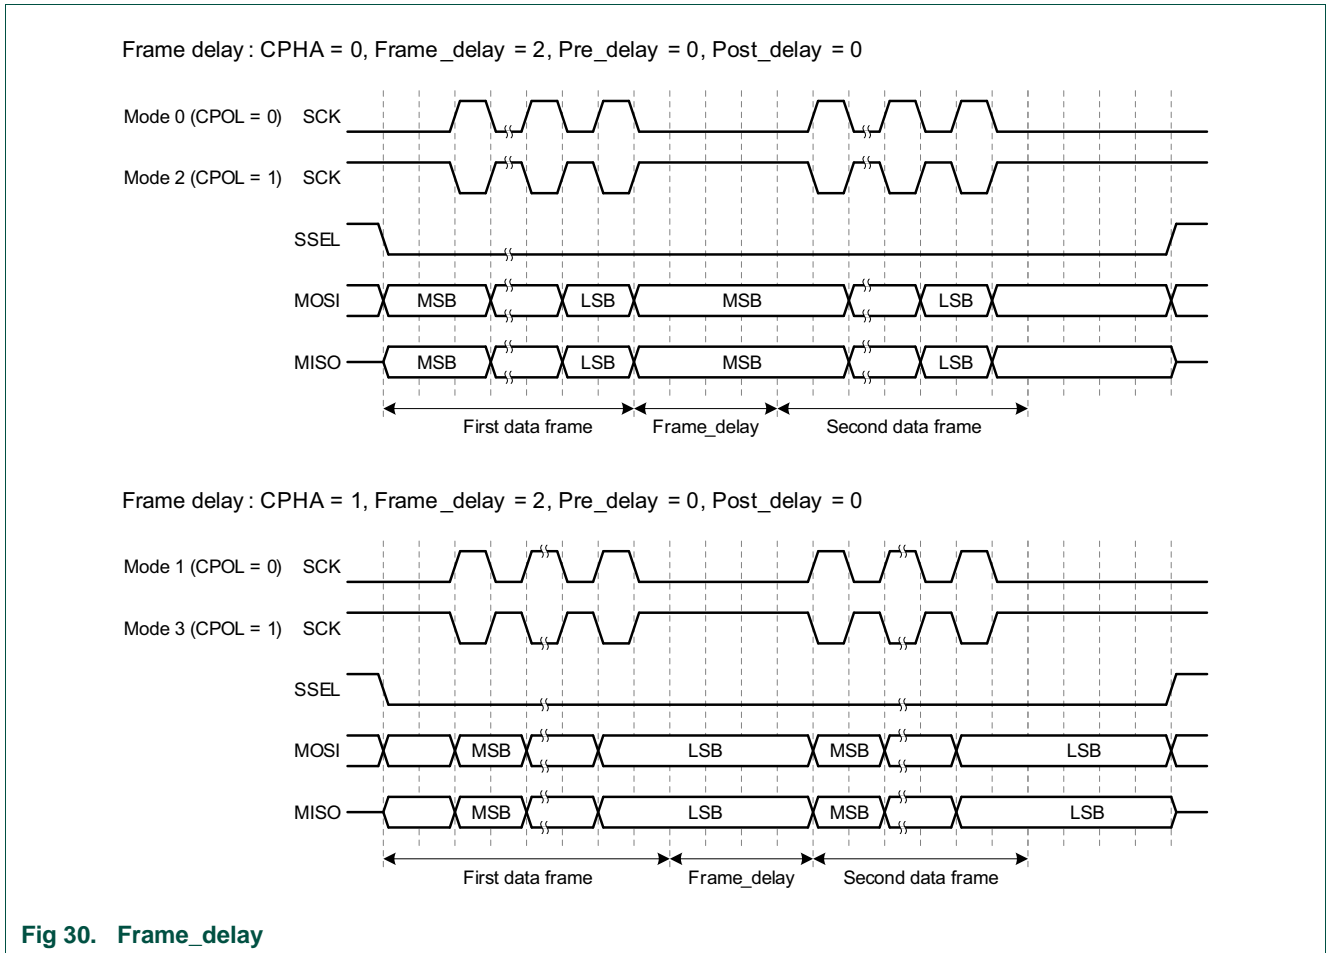 Frame delay : CPHA = 0, Frame_delay = 2, Pre_delay = 0, Post_delay = 0
Mode 0 (CPOL = 0) SCK
Mode 2 (CPOL = 1) SCK
SSEL
MOSI MSB LSB MSB LSB
MISO MSB LSB MSB LSB
First data frame Frame_delay Second data frame
Frame delay : CPHA = 1, Frame_delay = 2, Pre_delay = 0, Post_delay = 0
Mode 1 (CPOL = 0) SCK
Mode 3 (CPOL = 1) SCK
SSEL
MOSI MSB LSB MSB LSB
MISO MSB LSB MSB LSB
First data frame Frame_delay Second data frame
Fig 30. Frame_delay